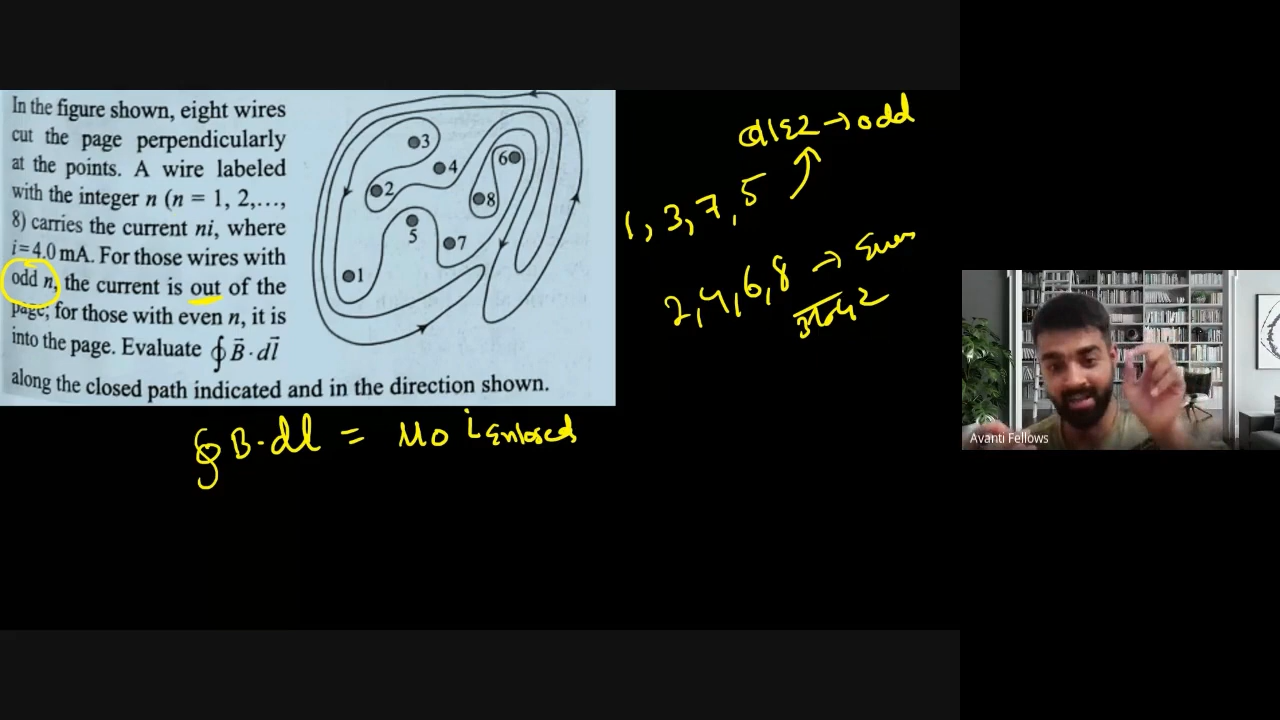 In the figure shown, eight wires
cut the page perpendicularly
at the points. A wire labeled
with the integer n (n = 1, 2,...,
8) carries the current ni, where
i=4.0 mA. For those wires with
odd n, the current is out of the
page; for those with even n, it is
into the page. Evaluate ∮ B⃗ · dl⃗
along the closed path indicated and in the direction shown.
3
4
6
2
8
5
7
1
बाहर → odd
1, 3, 7, 5
2, 4, 6, 8 → Even
अंदर
∮ B · dl = μ0 i
Avanti Fellows